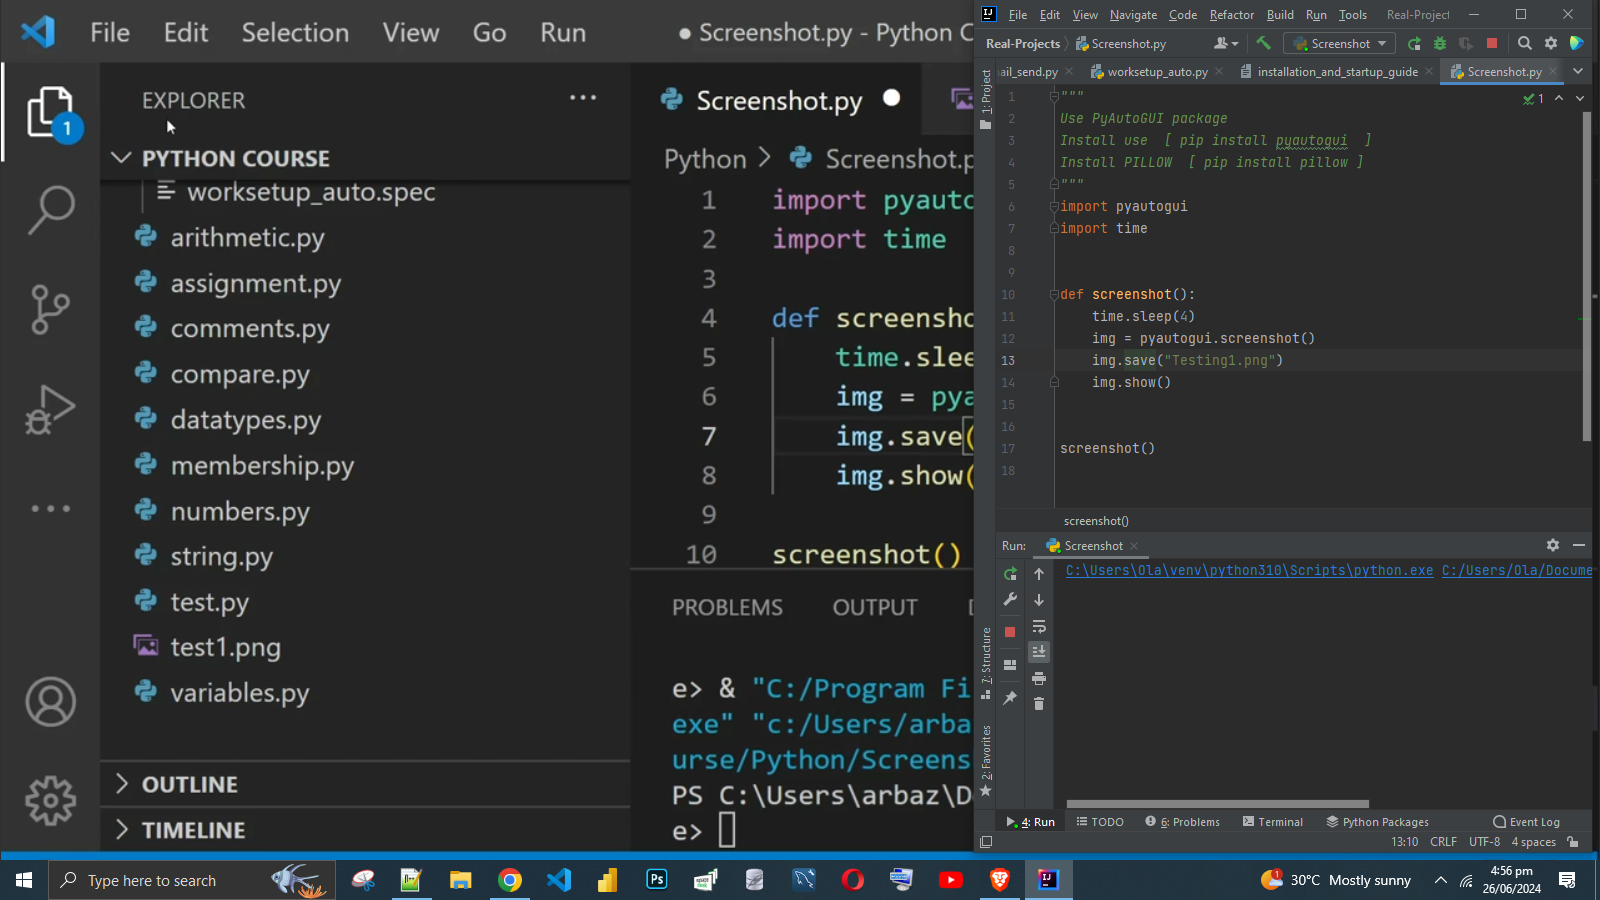 File Edit Selection View Go Run
Screenshot.py - Python C
EXPLORER
1
PYTHON COURSE
worksetup_auto.spec
arithmetic.py
assignment.py
comments.py
compare.py
datatypes.py
membership.py
numbers.py
string.py
test.py
test1.png
variables.py
OUTLINE
TIMELINE
Screenshot.py
Python > Screenshot.p
1 import pyauto
2 import time
3
4 def screensho
5 time.slee
6 img = pya
7 img.save(
8 img.show(
9
10 screenshot()
PROBLEMS OUTPUT
e> & "C:/Program Fi
exe" "c:/Users/arba
urse/Python/Screens
PS C:\Users\arbaz\D
e>
File Edit View Navigate Code Refactor Build Run Tools Real-Project
Real-Projects Screenshot.py Screenshot
ail_send.py worksetup_auto.py installation_and_startup_guide Screenshot.py
1: Project
1
1 """
2 Use PyAutoGUI package
3 Install use [ pip install pyautogui ]
4 Install PILLOW [ pip install pillow ]
5 """
6 import pyautogui
7 import time
8
9
10 def screenshot():
11 time.sleep(4)
12 img = pyautogui.screenshot()
13 img.save("Testing1.png")
14 img.show()
15
16
17 screenshot()
18
screenshot()
Run: Screenshot
C:\Users\Ola\venv\python310\Scripts\python.exe C:/Users/Ola/Docume
7: Structure
2: Favorites
4: Run TODO 6: Problems Terminal Python Packages Event Log
13:10 CRLF UTF-8 4 spaces
Type here to search
Ps
1 30°C Mostly sunny
4:56 pm
26/06/2024